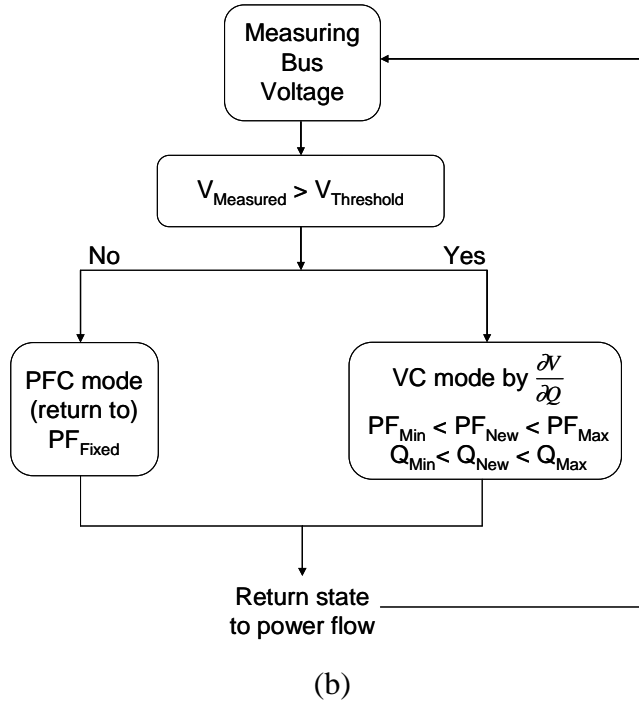 Measuring
Bus
Voltage
V_Measured > V_Threshold
No
Yes
PFC mode
(return to)
PF_Fixed
VC mode by ∂V/∂Q
PF_Min < PF_New < PF_Max
Q_Min < Q_New < Q_Max
Return state
to power flow
(b)